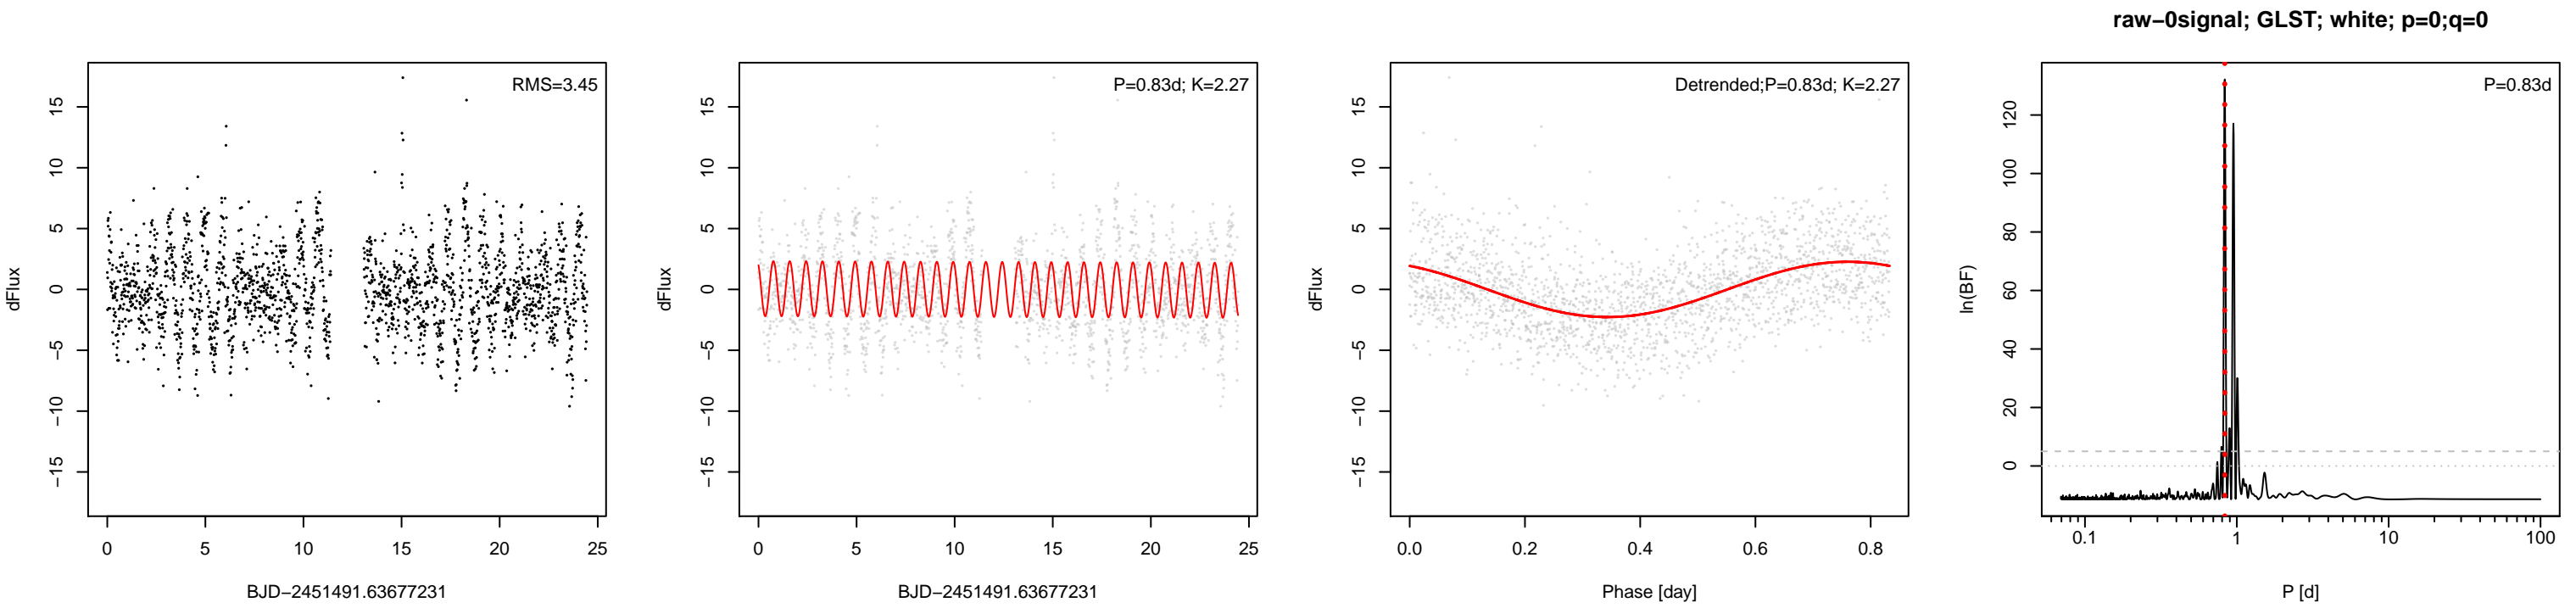 raw−0signal; GLST; white; p=0;q=0
RMS=3.45
dFlux
15
10
5
0
−5
−10
−15
0 5 10 15 20 25
BJD−2451491.63677231
P=0.83d; K=2.27
dFlux
15
10
5
0
−5
−10
−15
0 5 10 15 20 25
BJD−2451491.63677231
Detrended;P=0.83d; K=2.27
dFlux
15
10
5
0
−5
−10
−15
0.0 0.2 0.4 0.6 0.8
Phase [day]
P=0.83d
ln(BF)
120
100
80
60
40
20
0
0.1 1 10 100
P [d]